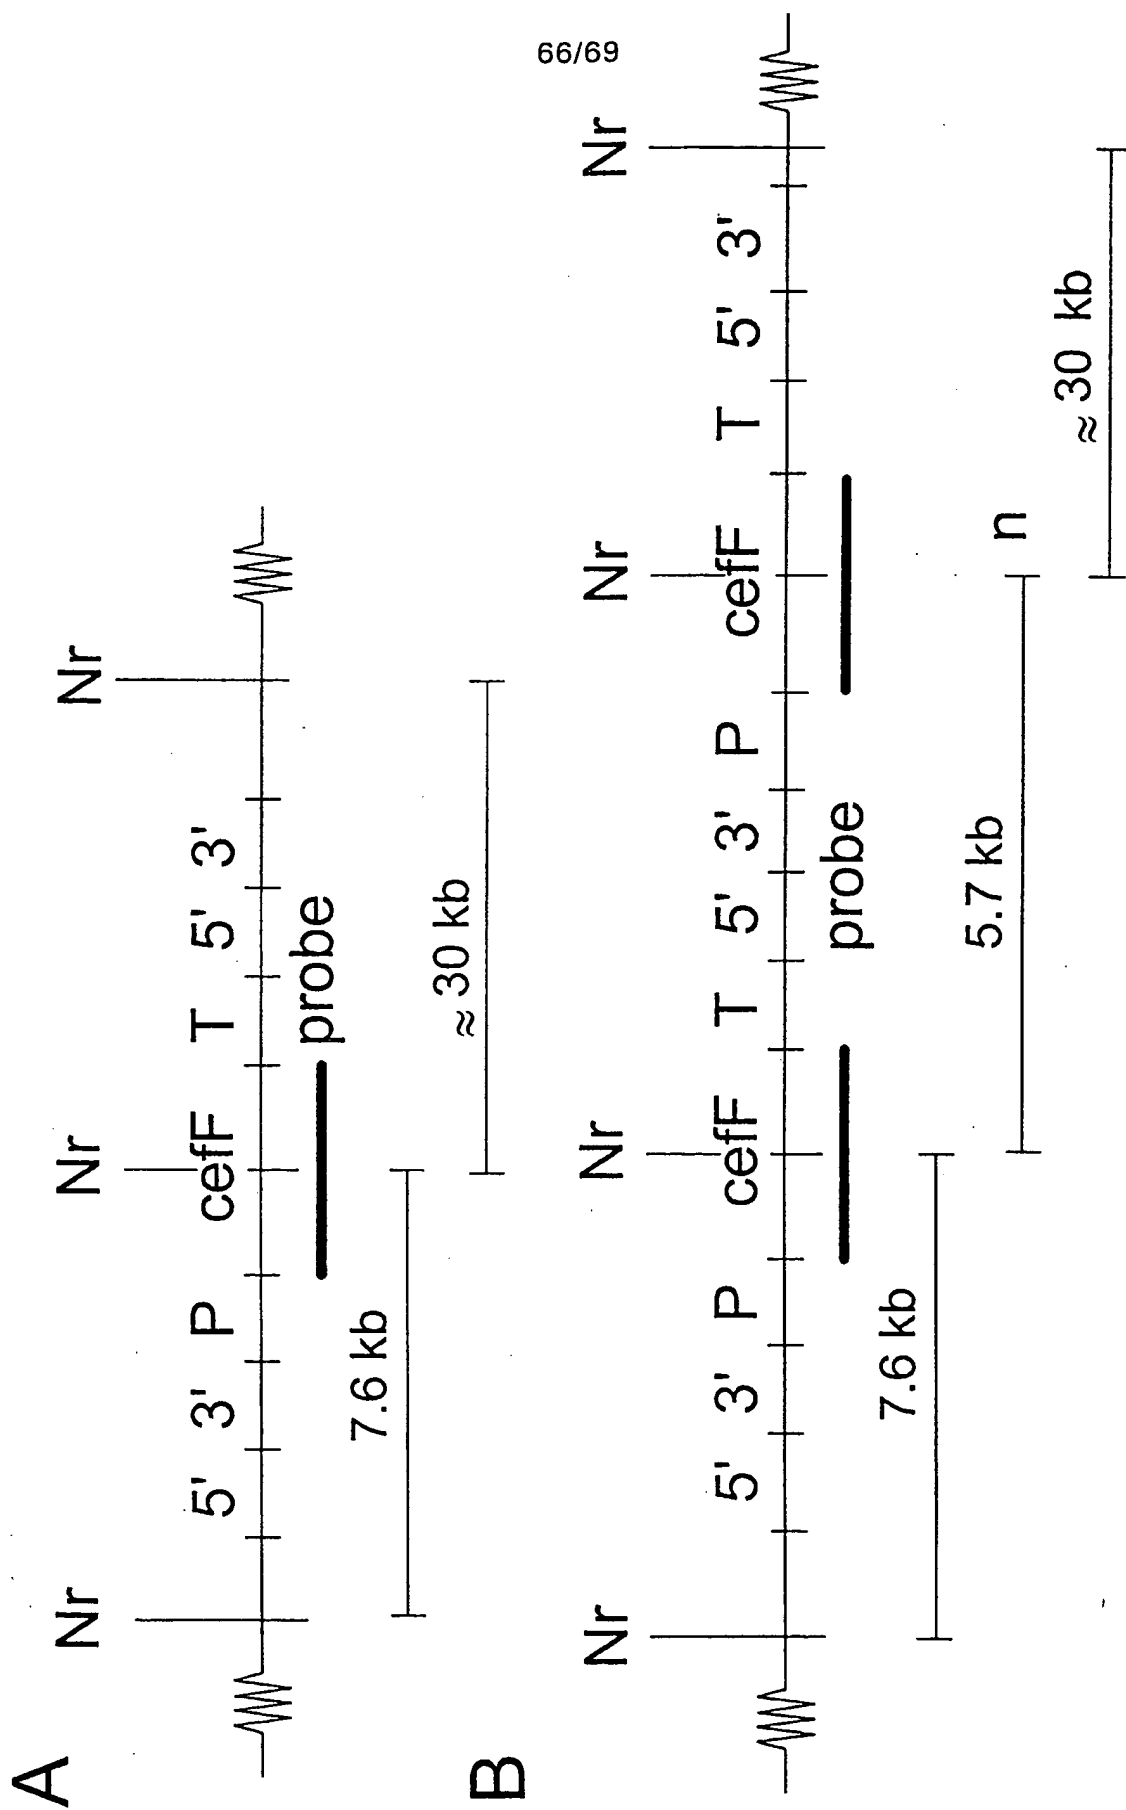 66/69
A
Nr Nr Nr
5' 3' P cefF T 5' 3'
probe
7.6 kb
≈ 30 kb
B
Nr Nr Nr Nr
5' 3' P cefF T 5' 3' P cefF T 5' 3'
probe
7.6 kb
5.7 kb
n
≈ 30 kb